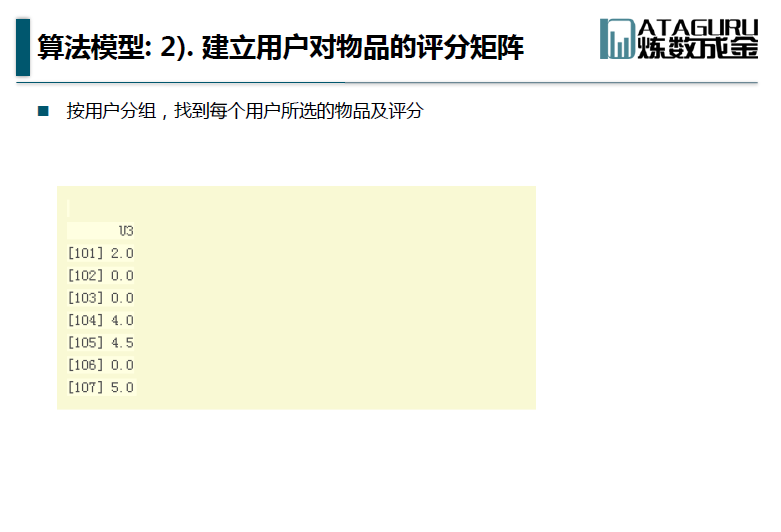 算法模型: 2). 建立用户对物品的评分矩阵
ATAGURU
炼数成金
按用户分组，找到每个用户所选的物品及评分
U3
[101] 2.0
[102] 0.0
[103] 0.0
[104] 4.0
[105] 4.5
[106] 0.0
[107] 5.0